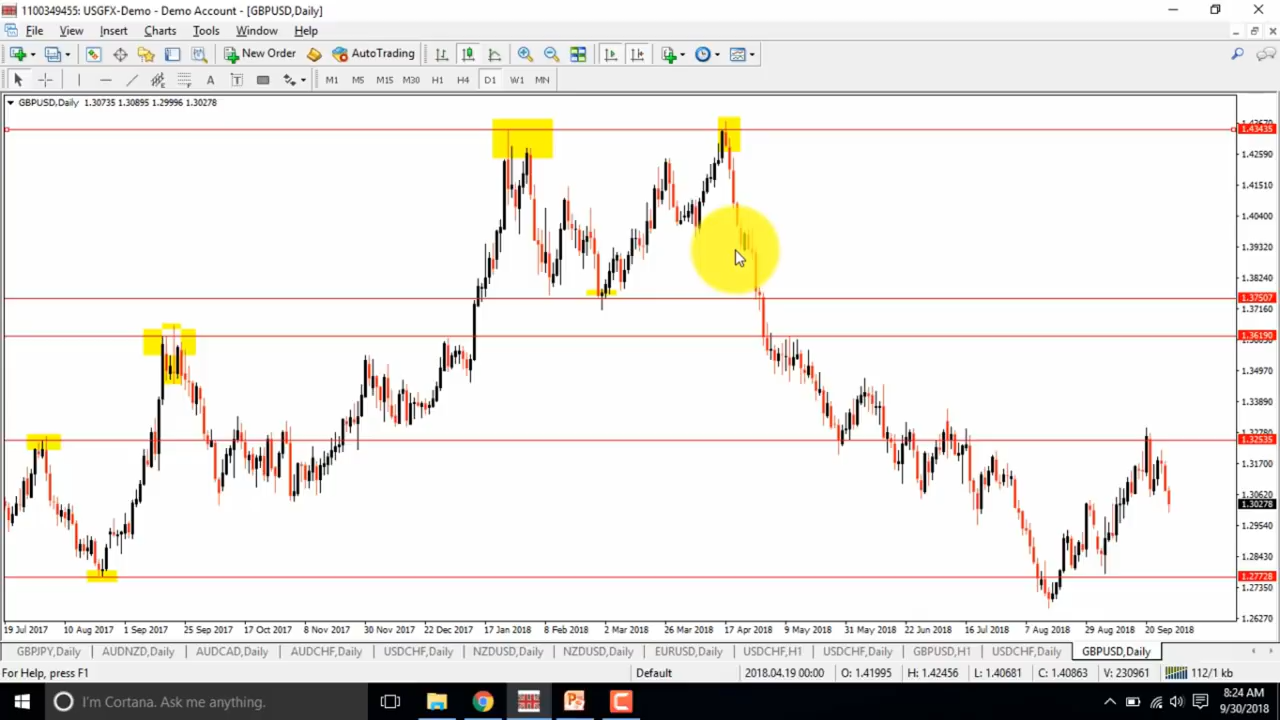 1100349455: USGFX-Demo - Demo Account - [GBPUSD,Daily]
File View Insert Charts Tools Window Help
New Order AutoTrading
A T M1 M5 M15 M30 H1 H4 D1 W1 MN
GBPUSD,Daily 1.30735 1.30895 1.29996 1.30278
1.43435
1.42590
1.41510
1.40400
1.39320
1.38240
1.37507
1.37160
1.36190
1.34970
1.33890
1.32535
1.31700
1.30620
1.30278
1.29540
1.28430
1.27728
1.27350
1.26270
19 Jul 2017 10 Aug 2017 1 Sep 2017 25 Sep 2017 17 Oct 2017 8 Nov 2017 30 Nov 2017 22 Dec 2017 17 Jan 2018 8 Feb 2018 2 Mar 2018 26 Mar 2018 17 Apr 2018 9 May 2018 31 May 2018 22 Jun 2018 16 Jul 2018 7 Aug 2018 29 Aug 2018 20 Sep 2018
GBPJPY,Daily AUDNZD,Daily AUDCAD,Daily AUDCHF,Daily USDCHF,Daily NZDUSD,Daily NZDUSD,Daily EURUSD,Daily USDCHF,H1 USDCHF,Daily GBPUSD,H1 USDCHF,Daily GBPUSD,Daily
For Help, press F1 Default 2018.04.19 00:00 O: 1.41995 H: 1.42456 L: 1.40681 C: 1.40863 V: 230961 112/1 kb
I'm Cortana. Ask me anything. 8:24 AM
9/30/2018